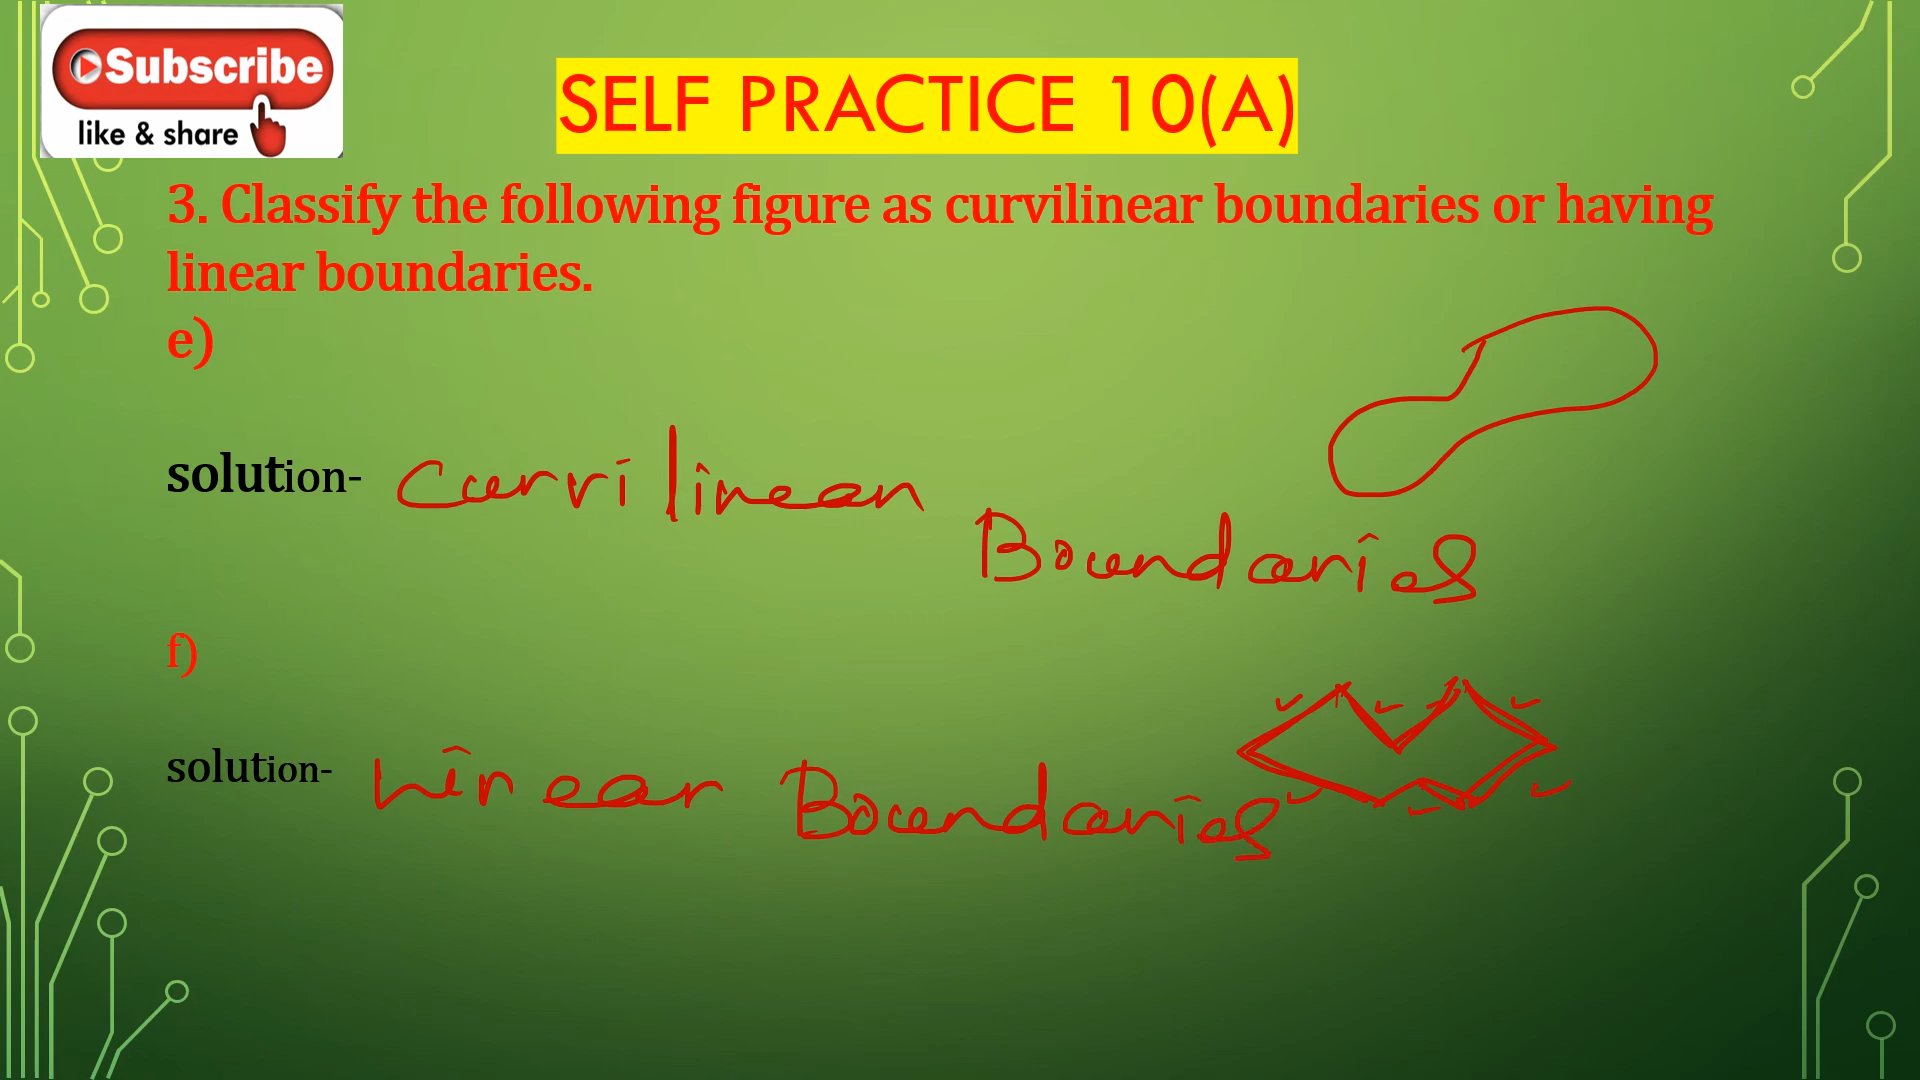 Subscribe
like & share
SELF PRACTICE 10(A)
3. Classify the following figure as curvilinear boundaries or having
linear boundaries.
e)
solution- Curvilinear
Boundaries
f)
solution- Linear Boundaries